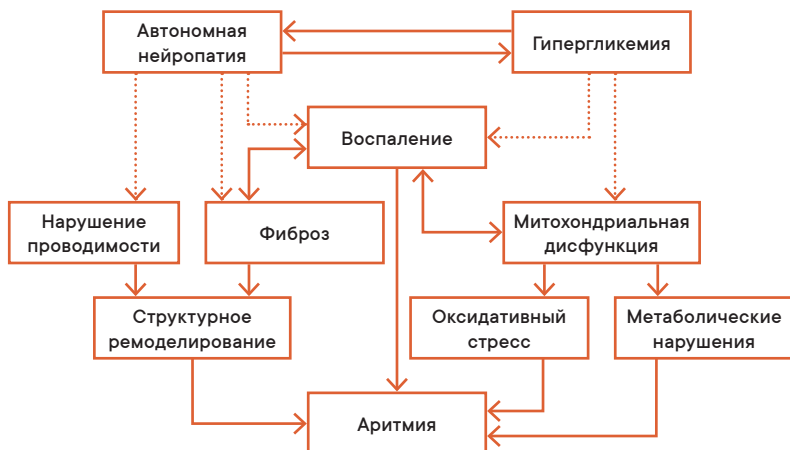 Автономная
нейропатия
Гипергликемия
Воспаление
Нарушение
проводимости
Фиброз
Митохондриальная
дисфункция
Структурное
ремоделирование
Оксидативный
стресс
Метаболические
нарушения
Аритмия